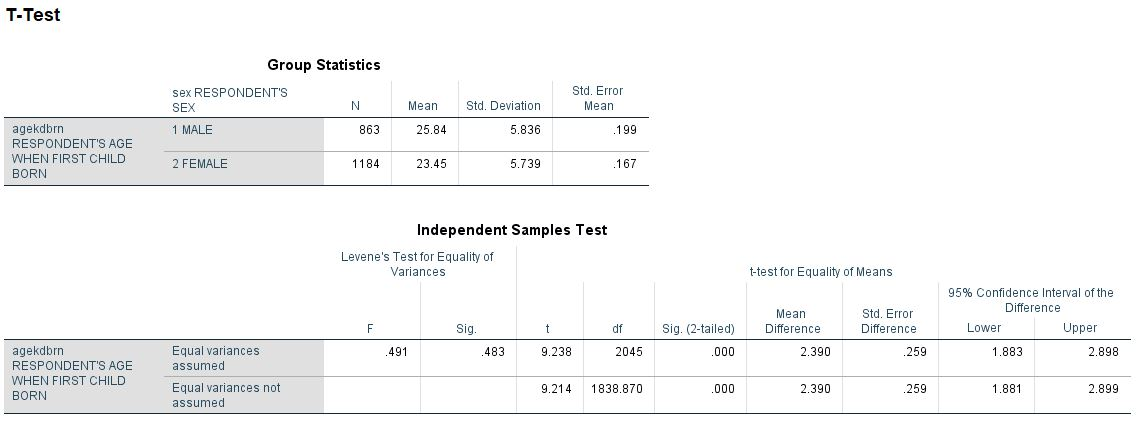 T-Test
Group Statistics
sex RESPONDENT'S SEX N Mean Std. Deviation Std. Error Mean
agekdbrn RESPONDENT'S AGE WHEN FIRST CHILD BORN 1 MALE 863 25.84 5.836 .199
2 FEMALE 1184 23.45 5.739 .167
Independent Samples Test
Levene's Test for Equality of Variances t-test for Equality of Means
F Sig. t df Sig. (2-tailed) Mean Difference Std. Error Difference 95% Confidence Interval of the Difference
Lower Upper
agekdbrn RESPONDENT'S AGE WHEN FIRST CHILD BORN Equal variances assumed .491 .483 9.238 2045 .000 2.390 .259 1.883 2.898
Equal variances not assumed 9.214 1838.870 .000 2.390 .259 1.881 2.899